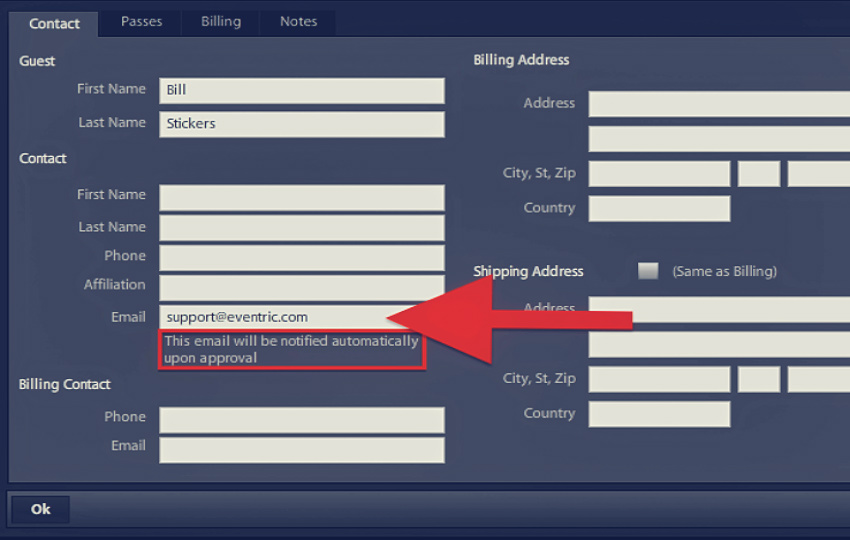 Contact Passes Billing Notes
Guest
First Name Bill
Last Name Stickers
Contact
First Name
Last Name
Phone
Affiliation
Email support@eventric.com
This email will be notified automatically
upon approval
Billing Contact
Phone
Email
Billing Address
Address
City, St, Zip
Country
Shipping Address (Same as Billing)
Address
City, St, Zip
Country
Ok